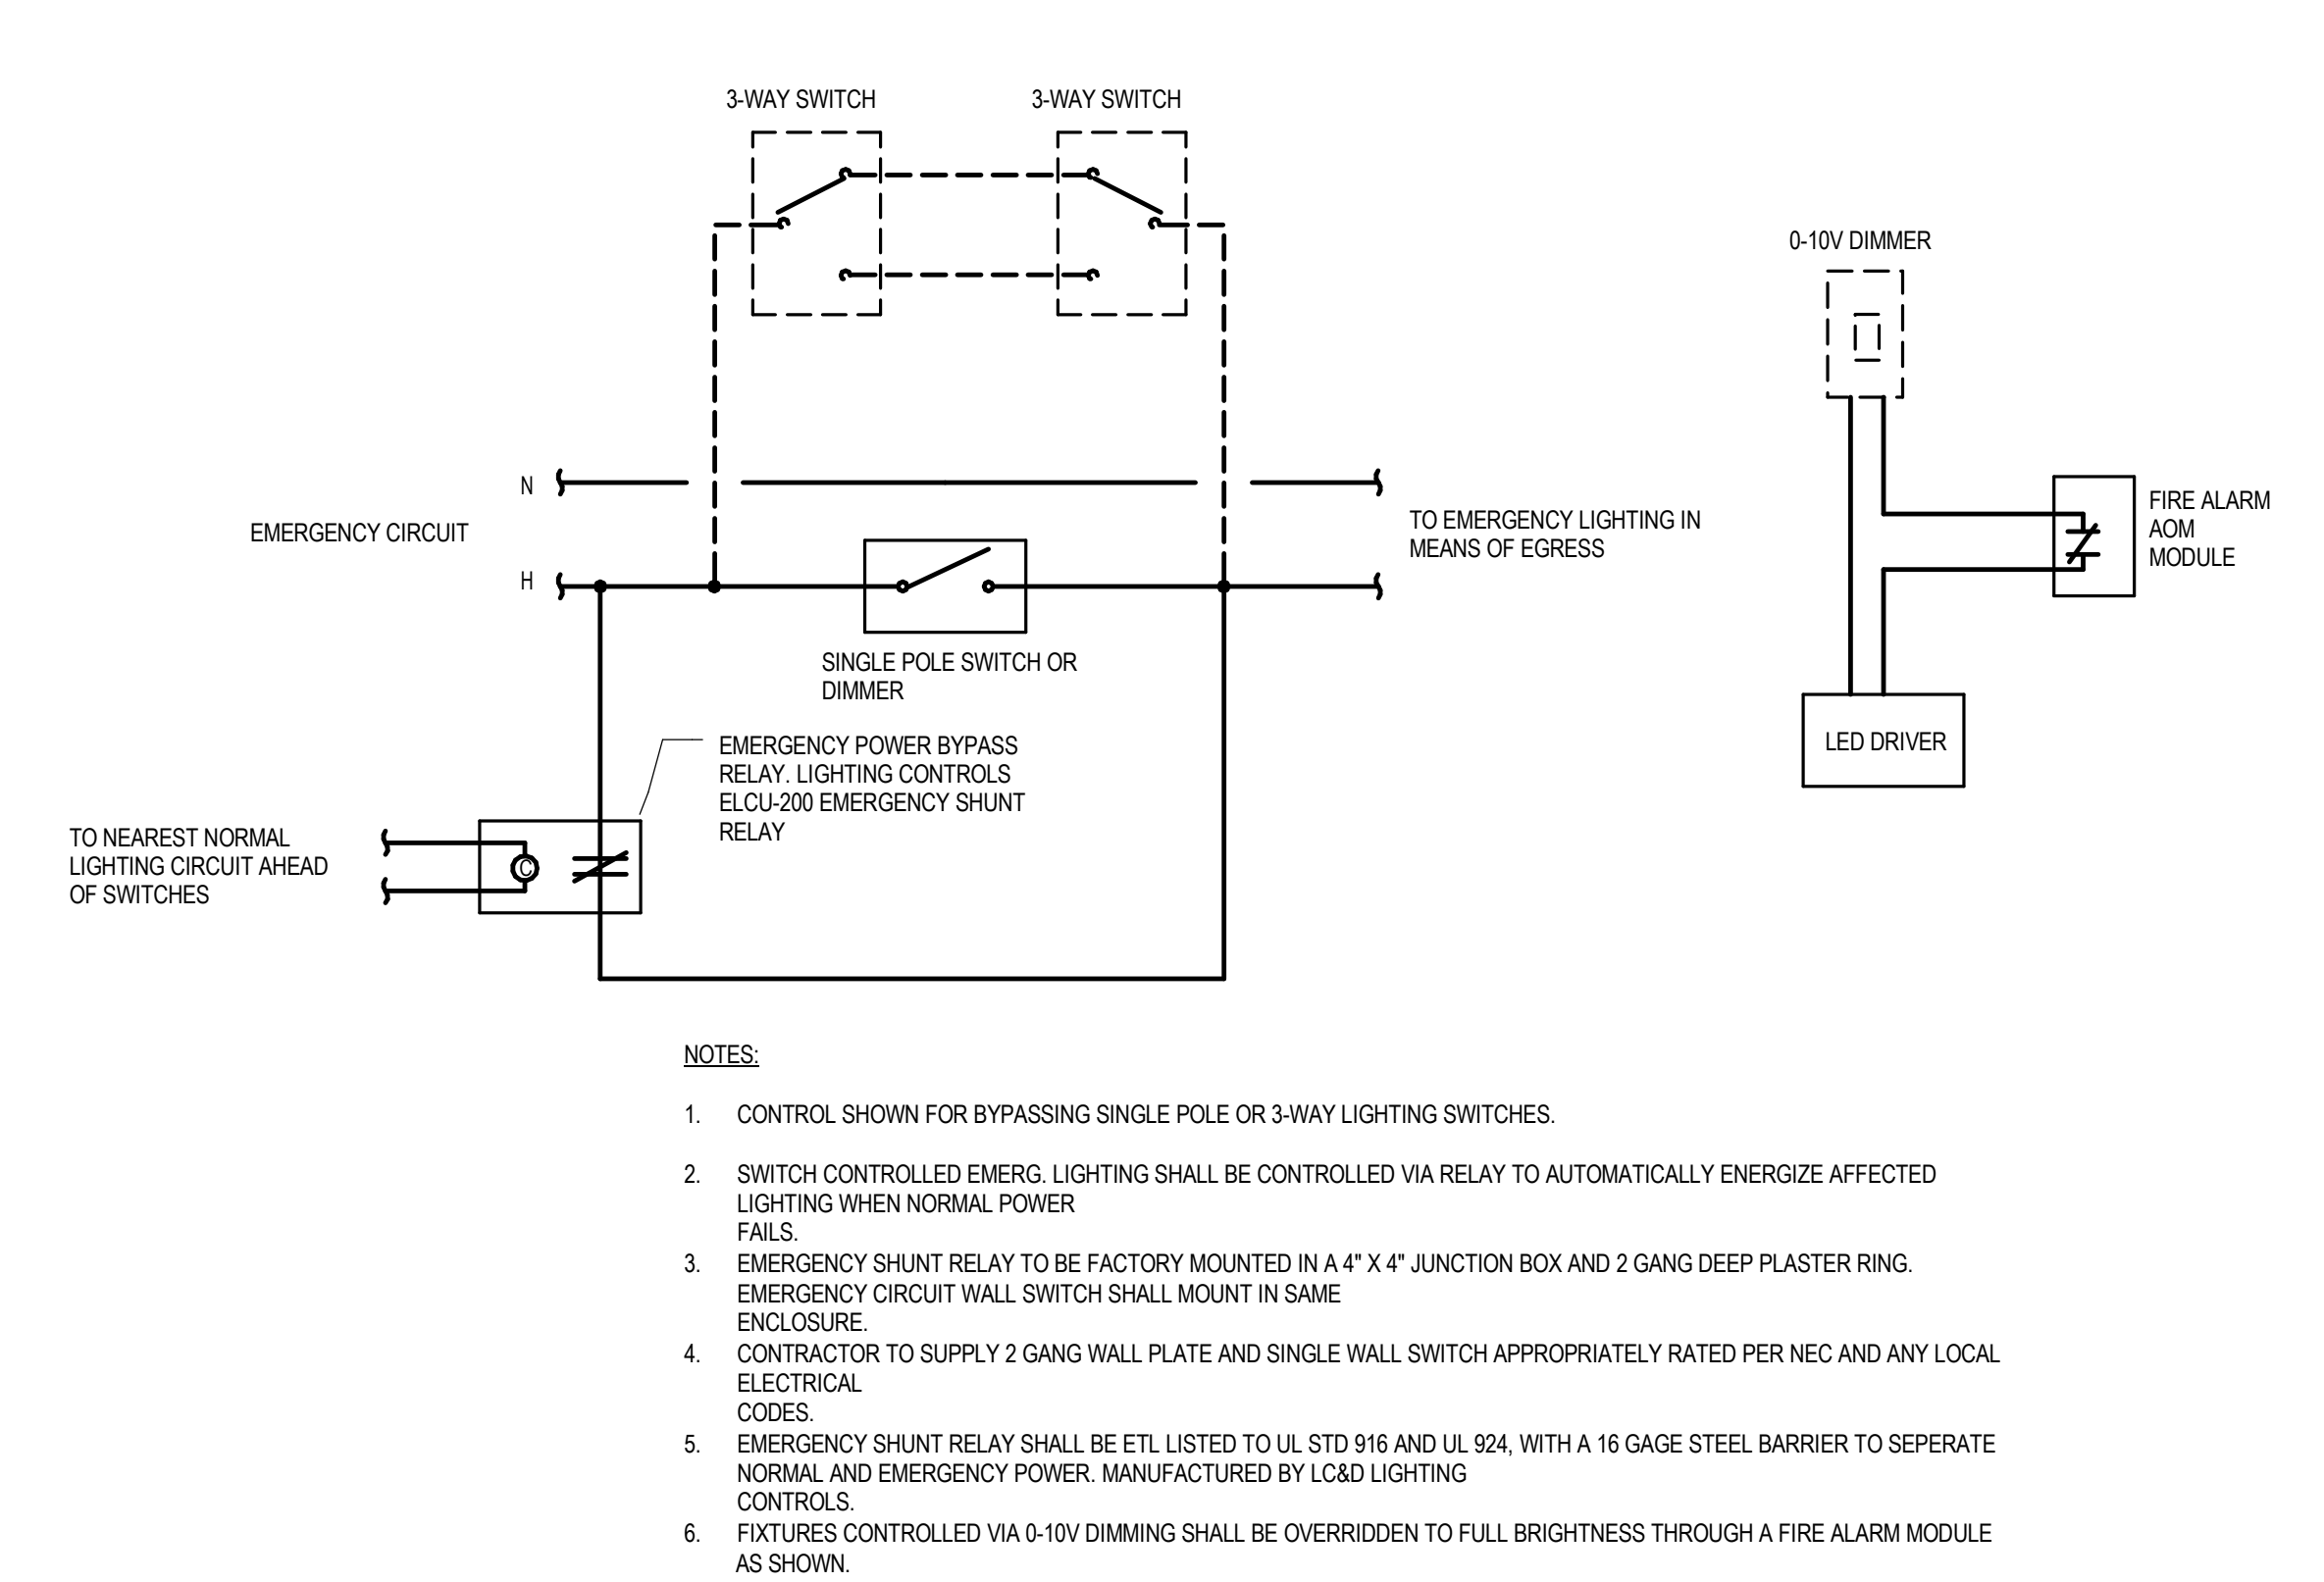 3-WAY SWITCH
3-WAY SWITCH
0-10V DIMMER
N
EMERGENCY CIRCUIT
H
TO EMERGENCY LIGHTING IN
MEANS OF EGRESS
FIRE ALARM
AOM
MODULE
SINGLE POLE SWITCH OR
DIMMER
LED DRIVER
EMERGENCY POWER BYPASS
RELAY. LIGHTING CONTROLS
ELCU-200 EMERGENCY SHUNT
RELAY
TO NEAREST NORMAL
LIGHTING CIRCUIT AHEAD
OF SWITCHES
C
NOTES:
1. CONTROL SHOWN FOR BYPASSING SINGLE POLE OR 3-WAY LIGHTING SWITCHES.
2. SWITCH CONTROLLED EMERG. LIGHTING SHALL BE CONTROLLED VIA RELAY TO AUTOMATICALLY ENERGIZE AFFECTED
LIGHTING WHEN NORMAL POWER
FAILS.
3. EMERGENCY SHUNT RELAY TO BE FACTORY MOUNTED IN A 4" X 4" JUNCTION BOX AND 2 GANG DEEP PLASTER RING.
EMERGENCY CIRCUIT WALL SWITCH SHALL MOUNT IN SAME
ENCLOSURE.
4. CONTRACTOR TO SUPPLY 2 GANG WALL PLATE AND SINGLE WALL SWITCH APPROPRIATELY RATED PER NEC AND ANY LOCAL
ELECTRICAL
CODES.
5. EMERGENCY SHUNT RELAY SHALL BE ETL LISTED TO UL STD 916 AND UL 924, WITH A 16 GAGE STEEL BARRIER TO SEPERATE
NORMAL AND EMERGENCY POWER. MANUFACTURED BY LC&D LIGHTING
CONTROLS.
6. FIXTURES CONTROLLED VIA 0-10V DIMMING SHALL BE OVERRIDDEN TO FULL BRIGHTNESS THROUGH A FIRE ALARM MODULE
AS SHOWN.